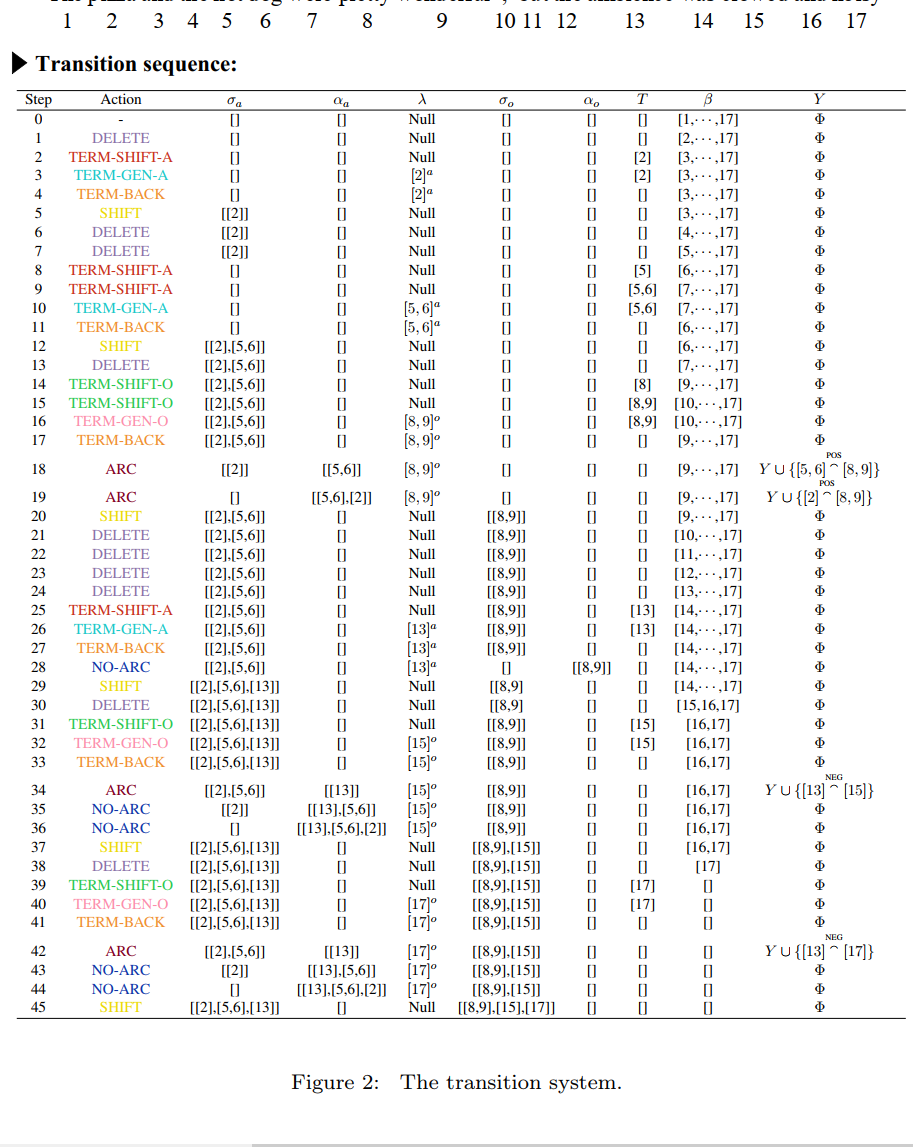 1 2 3 4 5 6 7 8 9 10 11 12 13 14 15 16 17
▶ Transition sequence:
Step Action σa αa λ σo αo T β Y
0 - [] [] Null [] [] [] [1,⋯,17] Φ
1 DELETE [] [] Null [] [] [] [2,⋯,17] Φ
2 TERM-SHIFT-A [] [] Null [] [] [2] [3,⋯,17] Φ
3 TERM-GEN-A [] [] [2]^a [] [] [2] [3,⋯,17] Φ
4 TERM-BACK [] [] [2]^a [] [] [] [3,⋯,17] Φ
5 SHIFT [[2]] [] Null [] [] [] [3,⋯,17] Φ
6 DELETE [[2]] [] Null [] [] [] [4,⋯,17] Φ
7 DELETE [[2]] [] Null [] [] [] [5,⋯,17] Φ
8 TERM-SHIFT-A [] [] Null [] [] [5] [6,⋯,17] Φ
9 TERM-SHIFT-A [] [] Null [] [] [5,6] [7,⋯,17] Φ
10 TERM-GEN-A [] [] [5,6]^a [] [] [5,6] [7,⋯,17] Φ
11 TERM-BACK [] [] [5,6]^a [] [] [] [6,⋯,17] Φ
12 SHIFT [[2],[5,6]] [] Null [] [] [] [6,⋯,17] Φ
13 DELETE [[2],[5,6]] [] Null [] [] [] [7,⋯,17] Φ
14 TERM-SHIFT-O [[2],[5,6]] [] Null [] [] [8] [9,⋯,17] Φ
15 TERM-SHIFT-O [[2],[5,6]] [] Null [] [] [8,9] [10,⋯,17] Φ
16 TERM-GEN-O [[2],[5,6]] [] [8,9]^o [] [] [8,9] [10,⋯,17] Φ
17 TERM-BACK [[2],[5,6]] [] [8,9]^o [] [] [] [9,⋯,17] Φ
POS
18 ARC [[2]] [[5,6]] [8,9]^o [] [] [] [9,⋯,17] Y ∪ {[5,6] ⌢ [8,9]}
POS
19 ARC [] [[5,6],[2]] [8,9]^o [] [] [] [9,⋯,17] Y ∪ {[2] ⌢ [8,9]}
20 SHIFT [[2],[5,6]] [] Null [[8,9]] [] [] [9,⋯,17] Φ
21 DELETE [[2],[5,6]] [] Null [[8,9]] [] [] [10,⋯,17] Φ
22 DELETE [[2],[5,6]] [] Null [[8,9]] [] [] [11,⋯,17] Φ
23 DELETE [[2],[5,6]] [] Null [[8,9]] [] [] [12,⋯,17] Φ
24 DELETE [[2],[5,6]] [] Null [[8,9]] [] [] [13,⋯,17] Φ
25 TERM-SHIFT-A [[2],[5,6]] [] Null [[8,9]] [] [13] [14,⋯,17] Φ
26 TERM-GEN-A [[2],[5,6]] [] [13]^a [[8,9]] [] [13] [14,⋯,17] Φ
27 TERM-BACK [[2],[5,6]] [] [13]^a [[8,9]] [] [] [14,⋯,17] Φ
28 NO-ARC [[2],[5,6]] [] [13]^a [] [[8,9]] [] [14,⋯,17] Φ
29 SHIFT [[2],[5,6],[13]] [] Null [[8,9] [] [] [14,⋯,17] Φ
30 DELETE [[2],[5,6],[13]] [] Null [[8,9] [] [] [15,16,17] Φ
31 TERM-SHIFT-O [[2],[5,6],[13]] [] Null [[8,9]] [] [15] [16,17] Φ
32 TERM-GEN-O [[2],[5,6],[13]] [] [15]^o [[8,9]] [] [15] [16,17] Φ
33 TERM-BACK [[2],[5,6],[13]] [] [15]^o [[8,9]] [] [] [16,17] Φ
NEG
34 ARC [[2],[5,6]] [[13]] [15]^o [[8,9]] [] [] [16,17] Y ∪ {[13] ⌢ [15]}
35 NO-ARC [[2]] [[13],[5,6]] [15]^o [[8,9]] [] [] [16,17] Φ
36 NO-ARC [] [[13],[5,6],[2]] [15]^o [[8,9]] [] [] [16,17] Φ
37 SHIFT [[2],[5,6],[13]] [] Null [[8,9],[15]] [] [] [16,17] Φ
38 DELETE [[2],[5,6],[13]] [] Null [[8,9],[15]] [] [] [17] Φ
39 TERM-SHIFT-O [[2],[5,6],[13]] [] Null [[8,9],[15]] [] [17] [] Φ
40 TERM-GEN-O [[2],[5,6],[13]] [] [17]^o [[8,9],[15]] [] [17] [] Φ
41 TERM-BACK [[2],[5,6],[13]] [] [17]^o [[8,9],[15]] [] [] [] Φ
NEG
42 ARC [[2],[5,6]] [[13]] [17]^o [[8,9],[15]] [] [] [] Y ∪ {[13] ⌢ [17]}
43 NO-ARC [[2]] [[13],[5,6]] [17]^o [[8,9],[15]] [] [] [] Φ
44 NO-ARC [] [[13],[5,6],[2]] [17]^o [[8,9],[15]] [] [] [] Φ
45 SHIFT [[2],[5,6],[13]] [] Null [[8,9],[15],[17]] [] [] [] Φ
Figure 2: The transition system.